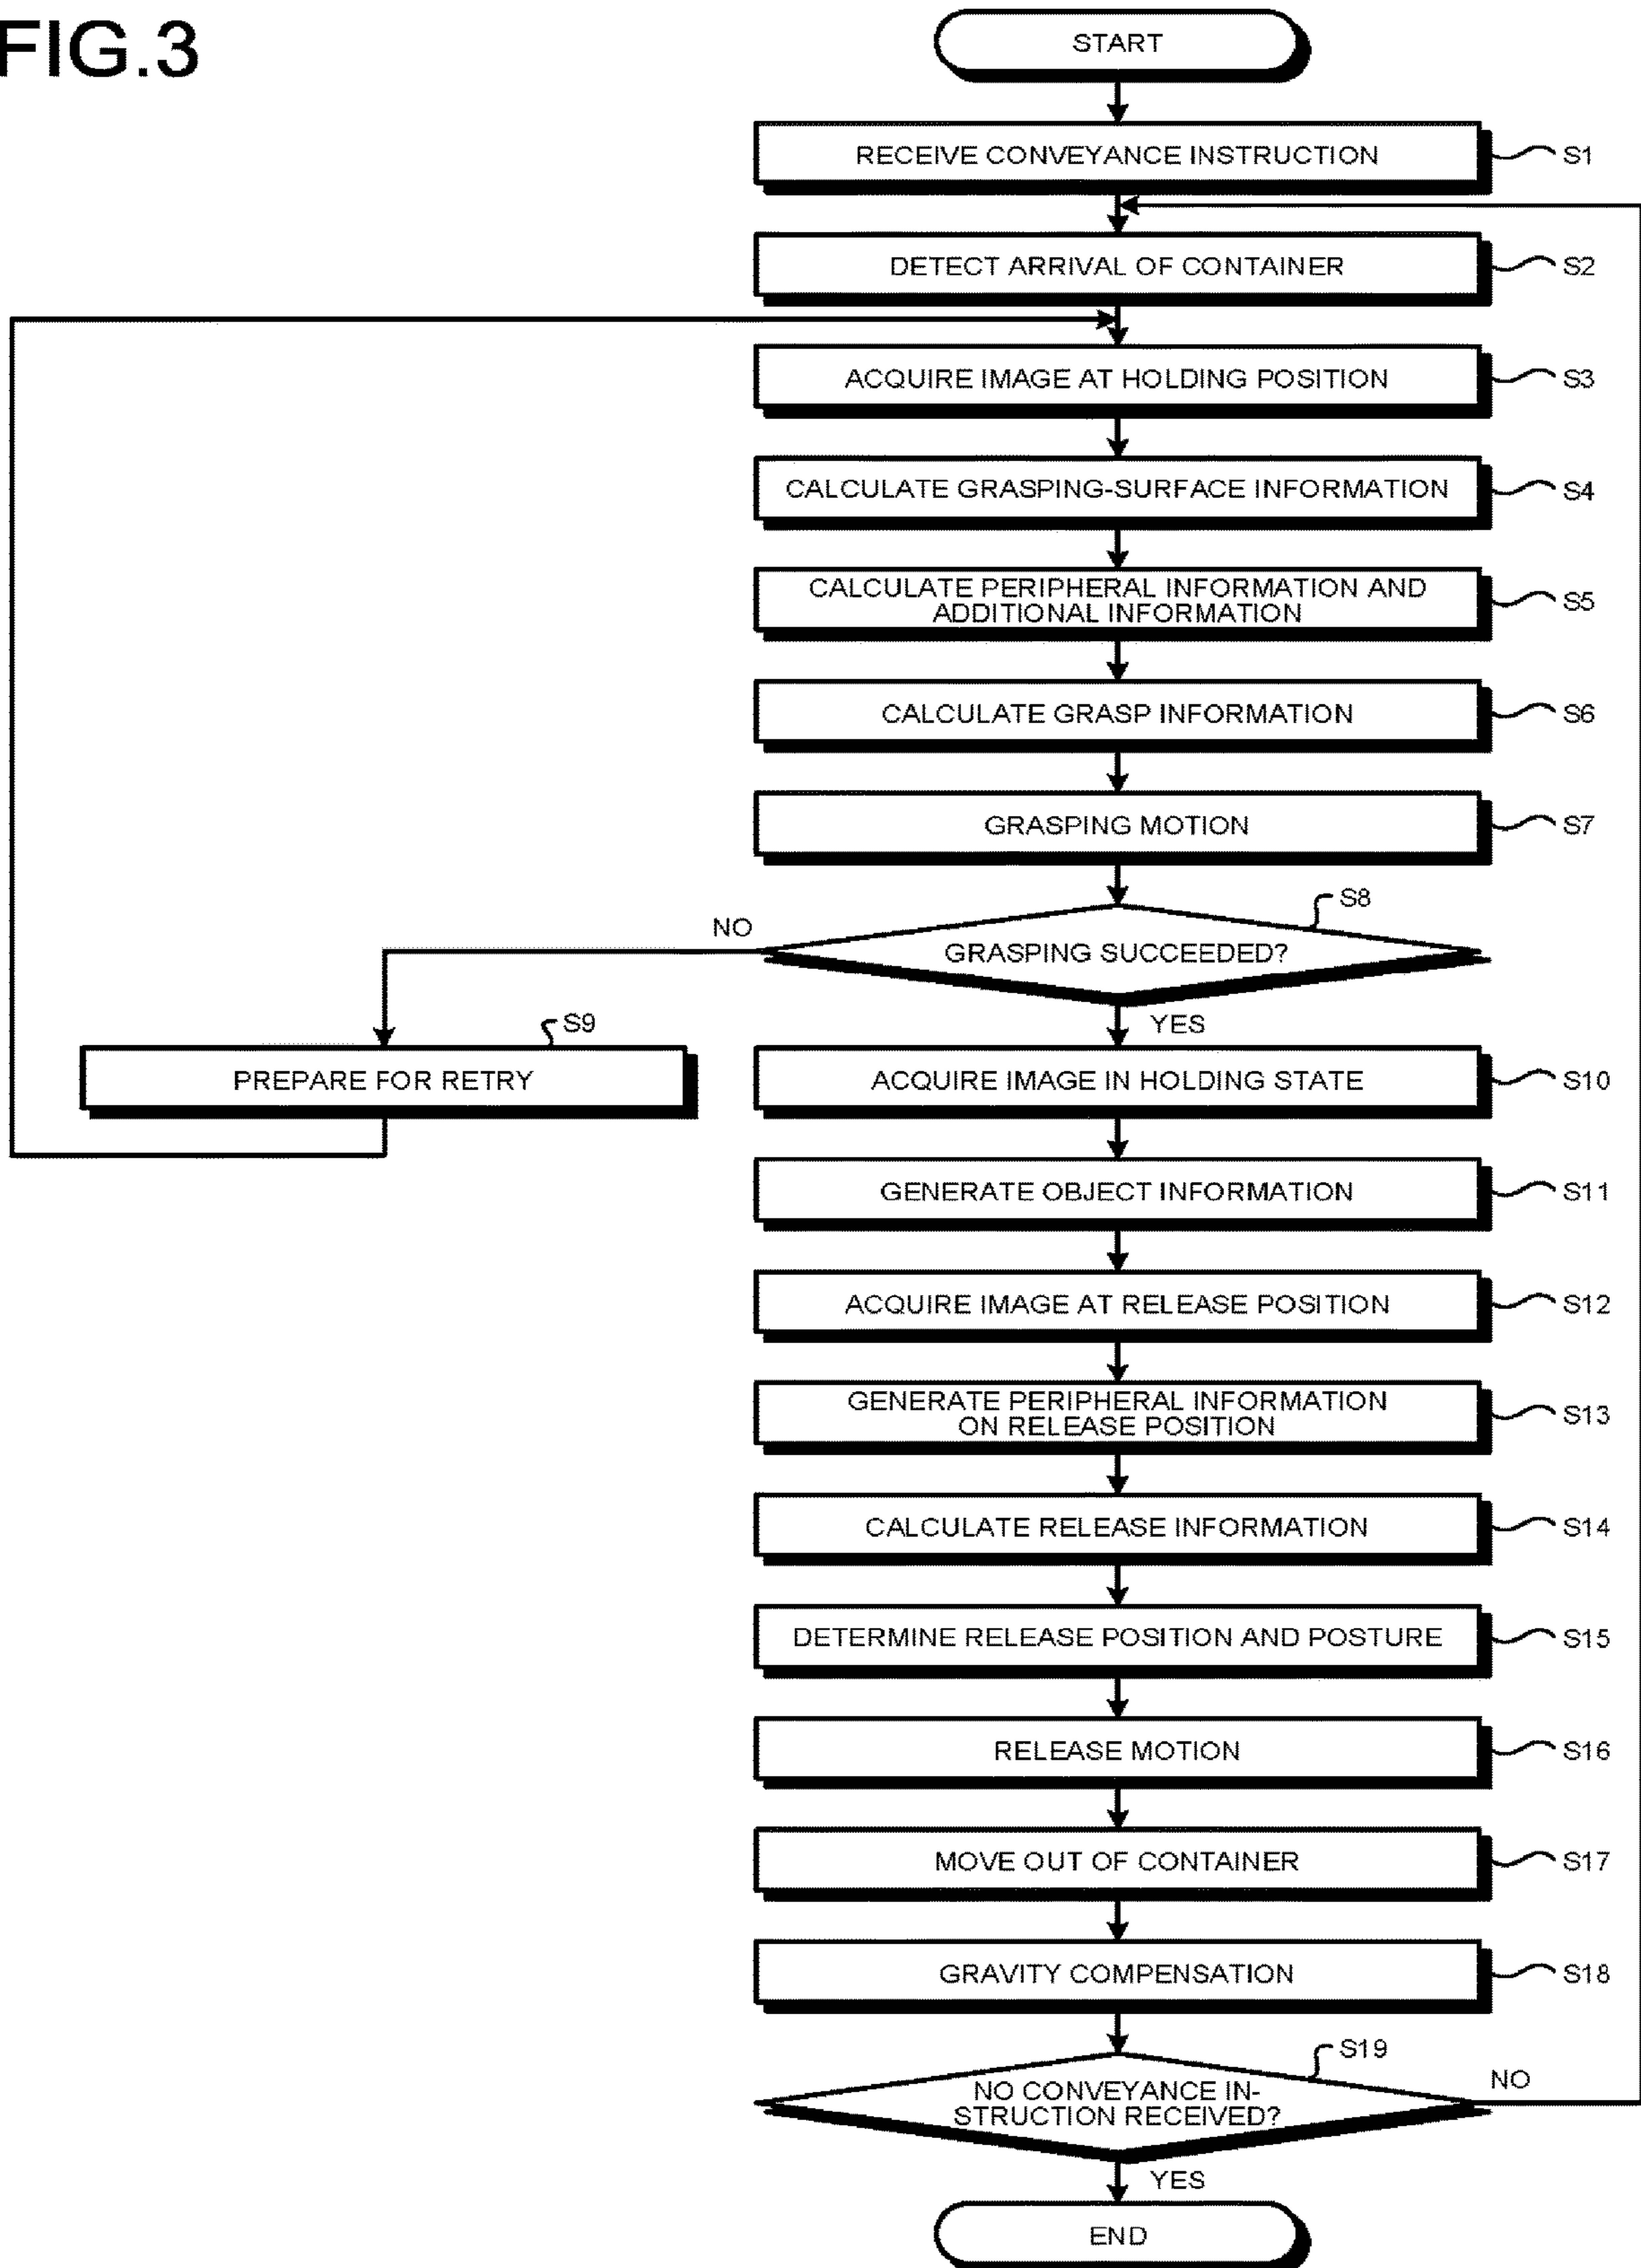 FIG.3
START
RECEIVE CONVEYANCE INSTRUCTION
S1
DETECT ARRIVAL OF CONTAINER
S2
ACQUIRE IMAGE AT HOLDING POSITION
S3
CALCULATE GRASPING-SURFACE INFORMATION
S4
CALCULATE PERIPHERAL INFORMATION AND
ADDITIONAL INFORMATION
S5
CALCULATE GRASP INFORMATION
S6
GRASPING MOTION
S7
S8
NO
GRASPING SUCCEEDED?
YES
S9
PREPARE FOR RETRY
ACQUIRE IMAGE IN HOLDING STATE
S10
GENERATE OBJECT INFORMATION
S11
ACQUIRE IMAGE AT RELEASE POSITION
S12
GENERATE PERIPHERAL INFORMATION
ON RELEASE POSITION
S13
CALCULATE RELEASE INFORMATION
S14
DETERMINE RELEASE POSITION AND POSTURE
S15
RELEASE MOTION
S16
MOVE OUT OF CONTAINER
S17
GRAVITY COMPENSATION
S18
S19
NO CONVEYANCE IN-
STRUCTION RECEIVED?
NO
YES
END